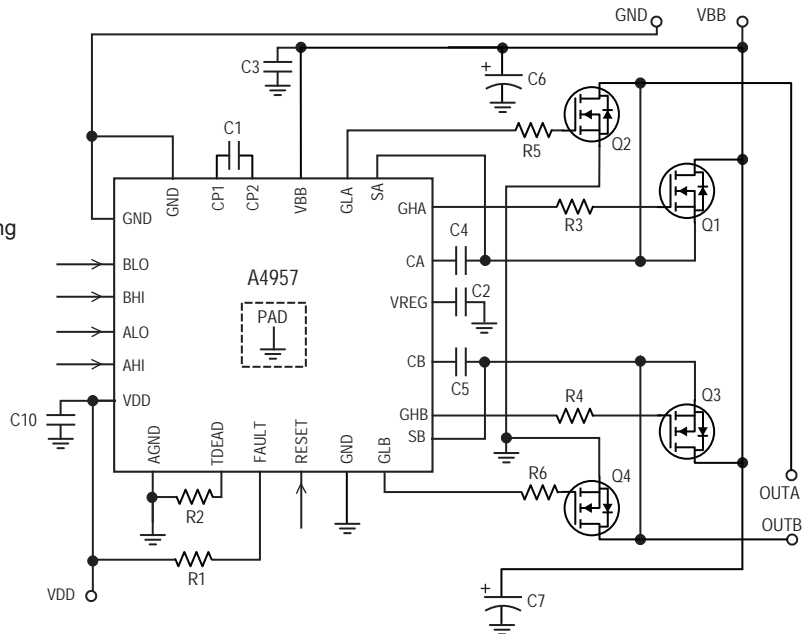 GND
VBB
C3
+
C6
C1
R5
Q2
GND
CP1
CP2
VBB
GLA
SA
GND
GHA
R3
Q1
ng
BLO
CA
C4
BHI
A4957
VREG
C2
ALO
PAD
AHI
CB
C5
VDD
C10
GHB
R4
Q3
SB
AGND
TDEAD
FAULT
RESET
GND
GLB
R6
Q4
R2
OUTA
OUTB
R1
VDD
+
C7